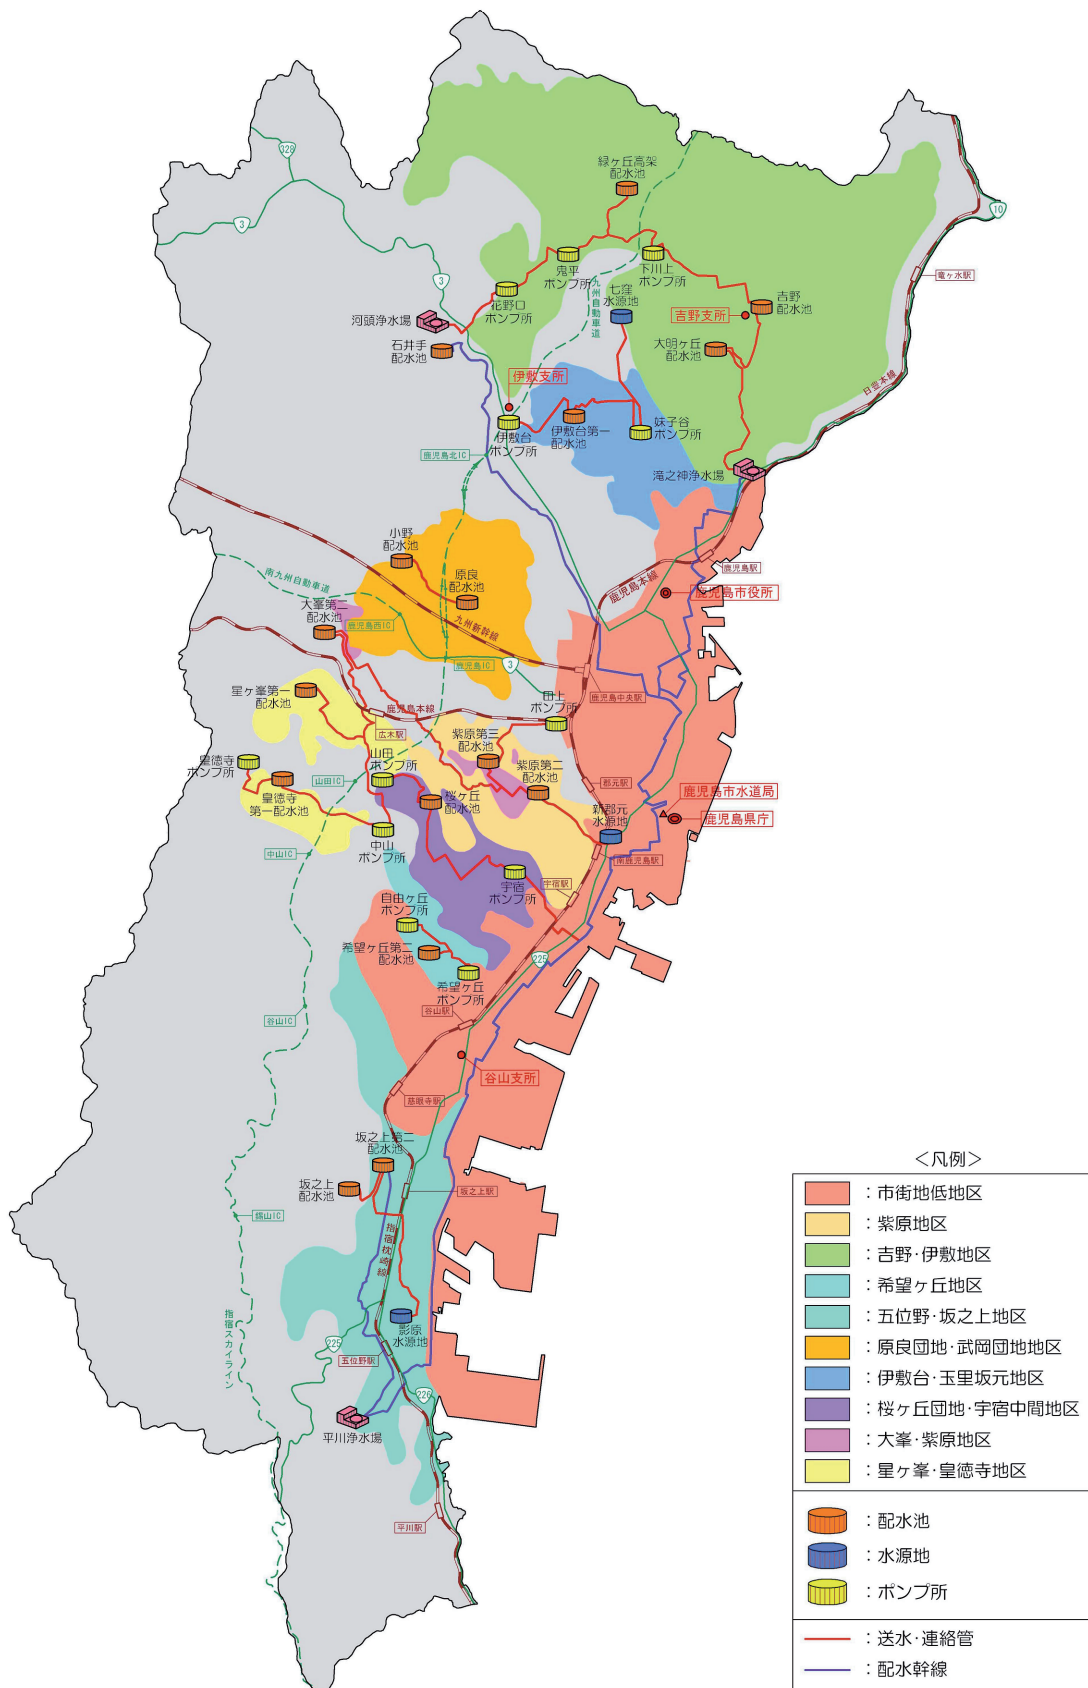 328
3
3
10
緑ヶ丘高架
配水池
鬼平
ポンプ所
下川上
ポンプ所
竜ヶ水駅
九州自動車道
七窪
水源地
花野口
ポンプ所
吉野
配水池
吉野支所
河頭浄水場
石井手
配水池
大明ヶ丘
配水池
伊敷支所
日豊本線
伊敷台
ポンプ所
伊敷台第一
配水池
妹子谷
ポンプ所
鹿児島北IC
滝之神浄水場
小野
配水池
原良
配水池
南九州自動車道
鹿児島駅
鹿児島本線
鹿児島市役所
大峯第二
配水池
鹿児島西IC
九州新幹線
鹿児島IC
3
鹿児島中央駅
星ヶ峯第一
配水池
鹿児島本線
広木駅
田上
ポンプ所
紫原第三
配水池
皇徳寺
ポンプ所
山田
ポンプ所
紫原第二
配水池
山田IC
皇徳寺
第一配水池
桜ヶ丘
配水池
郡元駅
鹿児島市水道局
鹿児島県庁
新郡元
水源地
中山
ポンプ所
中山IC
南鹿児島駅
宇宿
ポンプ所
宇宿駅
自由ヶ丘
ポンプ所
希望ヶ丘第二
配水池
225
希望ヶ丘
ポンプ所
谷山IC
谷山駅
谷山支所
慈眼寺駅
坂之上第二
配水池
坂之上
配水池
坂之上駅
錫山IC
指宿枕崎線
指宿スカイライン
影原
水源地
225
五位野駅
226
平川浄水場
平川駅
＜凡例＞
：市街地低地区
：紫原地区
：吉野・伊敷地区
：希望ヶ丘地区
：五位野・坂之上地区
：原良団地・武岡団地地区
：伊敷台・玉里坂元地区
：桜ヶ丘団地・宇宿中間地区
：大峯・紫原地区
：星ヶ峯・皇徳寺地区
：配水池
：水源地
：ポンプ所
：送水・連絡管
：配水幹線